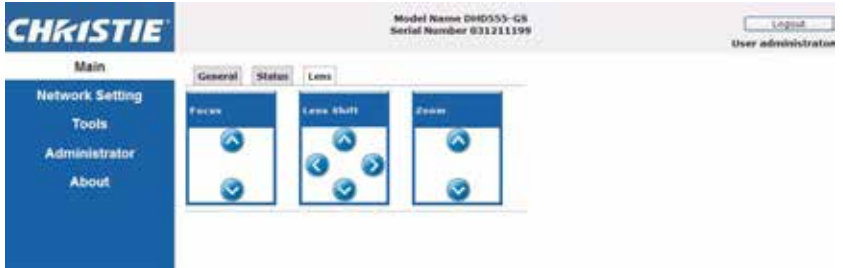 CHRISTIE
Model Name DHD555-GS
Serial Number 031211199
Logout
User administrator
Main
Network Setting
Tools
Administrator
About
General Status Lens
Focus
Lens Shift
Zoom